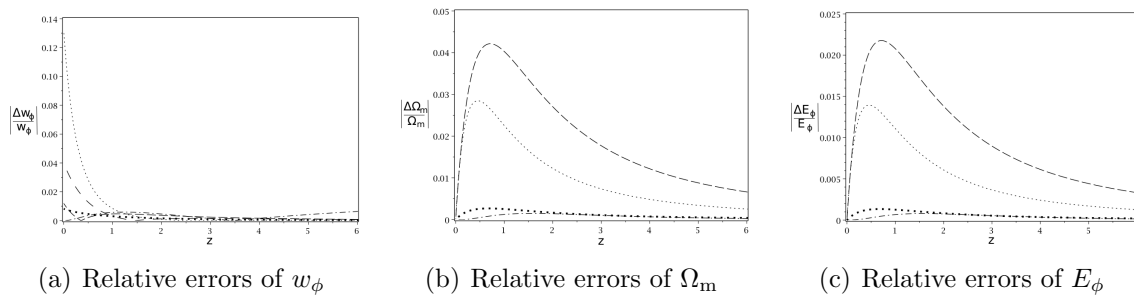 0.14
0.12
0.10
0.08
0.06
0.04
0.02
0
0 1 2 3 4 5 6
z
|Δw_ϕ / w_ϕ|
0.05
0.04
0.03
0.02
0.01
0
0 1 2 3 4 5 6
z
|ΔΩ_m / Ω_m|
0.025
0.020
0.015
0.010
0.005
0
0 1 2 3 4 5
z
|ΔE_ϕ / E_ϕ|
(a) Relative errors of w_ϕ
(b) Relative errors of Ω_m
(c) Relative errors of E_ϕ